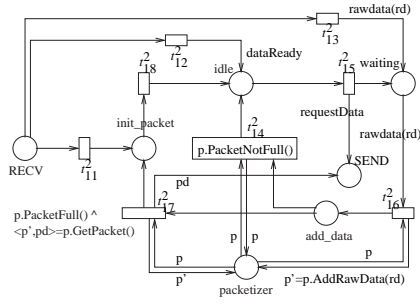 rawdata(rd)
t²₁₃
t²₁₂
dataReady
t²₁₈
idle
t²₁₅
waiting
requestData
init_packet
t²₁₄
rawdata(rd)
p.PacketNotFull()
RECV
t²₁₁
SEND
pd
t²₁₇
t²₁₆
p.PacketFull() ^
<p',pd>=p.GetPacket()
add_data
p
p
p
p
p'
p
packetizer
p'=p.AddRawData(rd)